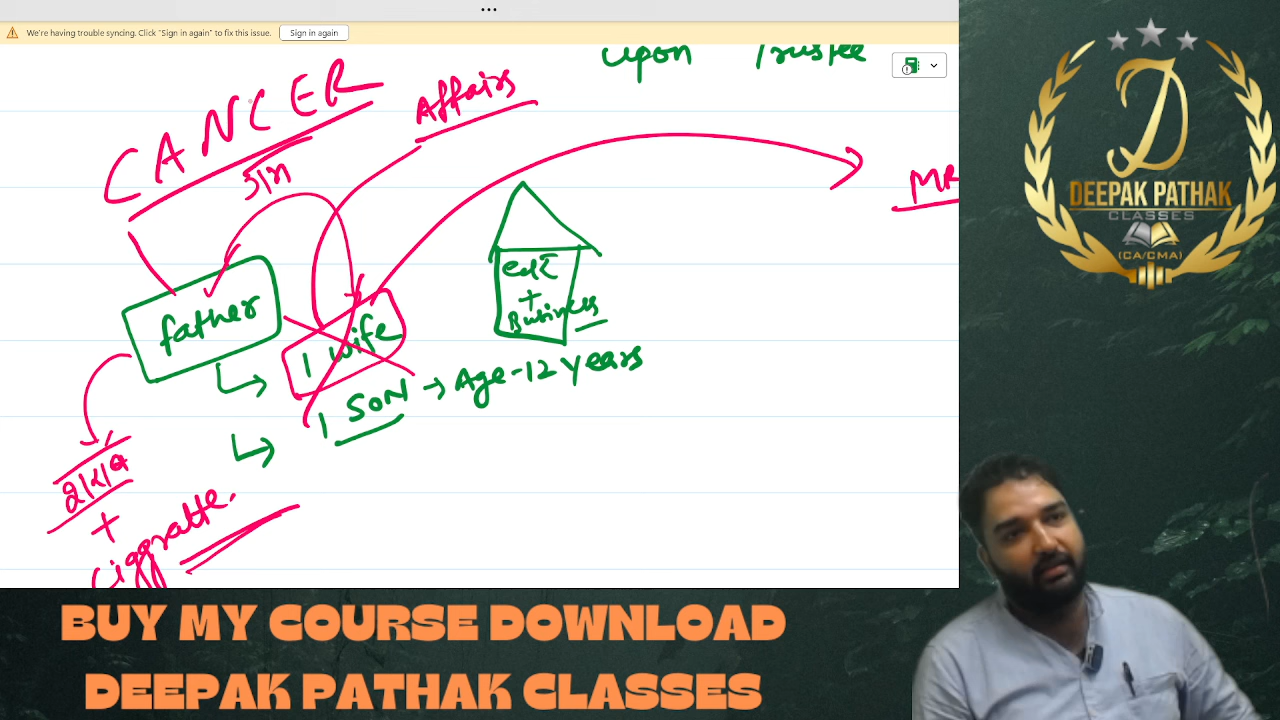 We're having trouble syncing. Click "Sign in again" to fix this issue.
Sign in again
upon Trustee
CANCER
Affairs
MR
father
1 wife
+
Business
1 SON → Age-12 Years
+
Ciggratte.
D
DEEPAK PATHAK
CLASSES
(CA/CMA)
BUY MY COURSE DOWNLOAD
DEEPAK PATHAK CLASSES